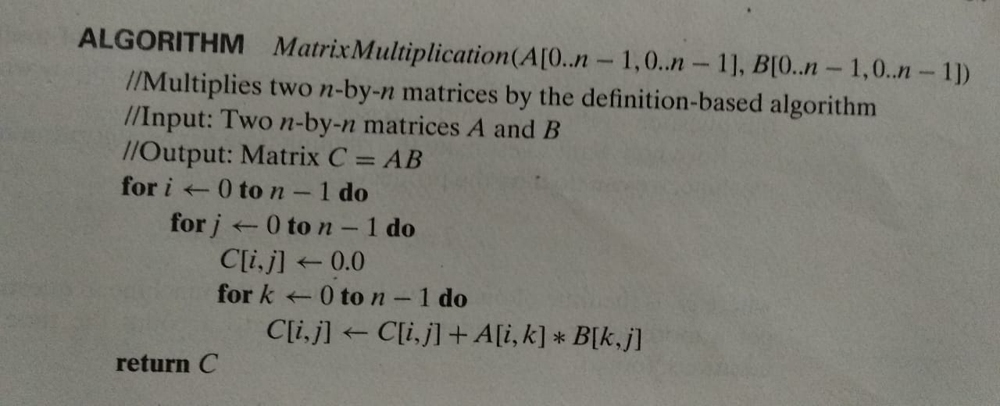 ALGORITHM MatrixMultiplication(A[0..n – 1, 0..n – 1], B[0..n – 1, 0..n – 1])
//Multiplies two n-by-n matrices by the definition-based algorithm
//Input: Two n-by-n matrices A and B
//Output: Matrix C = AB
for i ← 0 to n – 1 do
for j ← 0 to n – 1 do
C[i, j] ← 0.0
for k ← 0 to n – 1 do
C[i, j] ← C[i, j] + A[i, k] * B[k, j]
return C